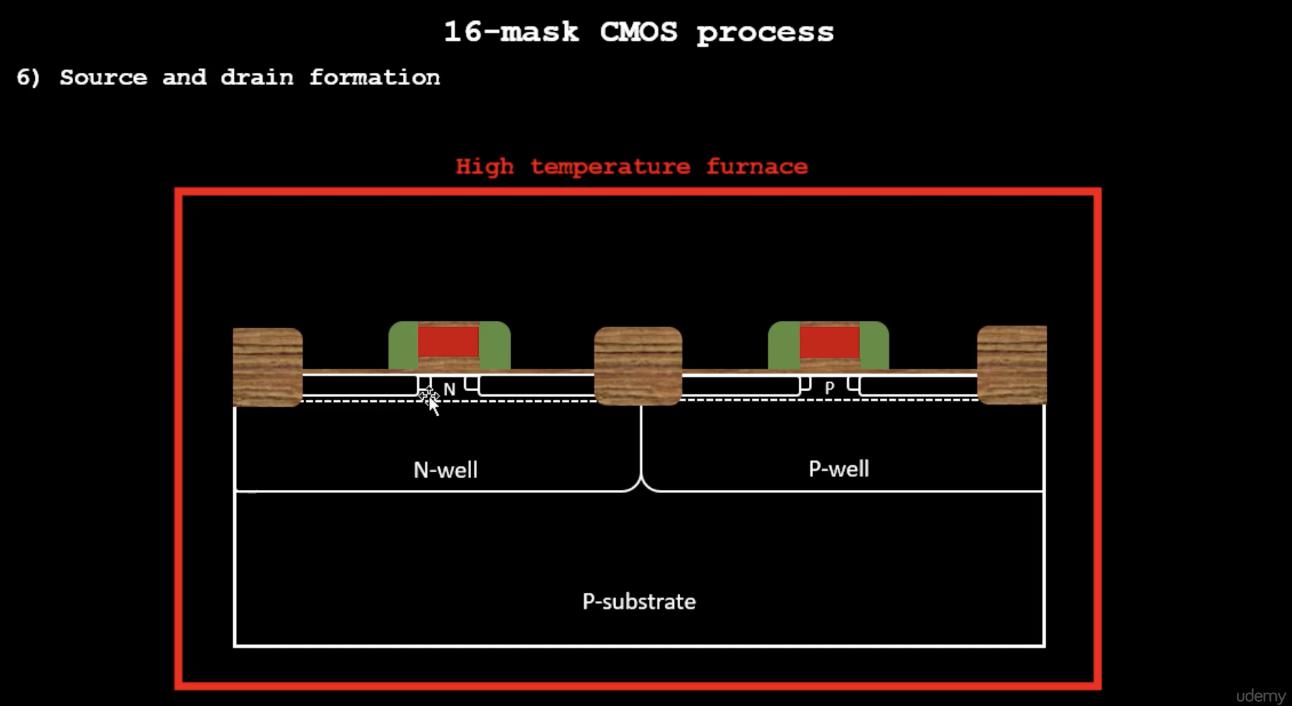 16-mask CMOS process
6) Source and drain formation
High temperature furnace
N P
N-well P-well
P-substrate
udemy